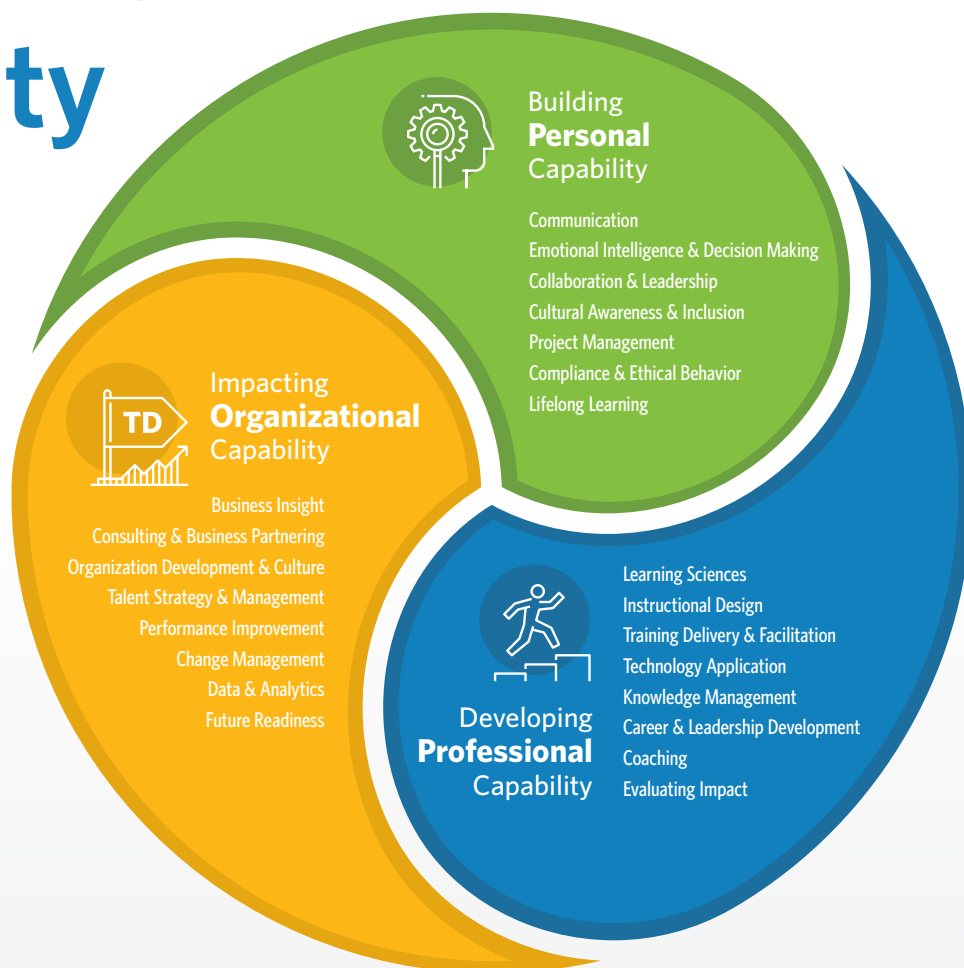 ty
Building
Personal
Capability
Communication
Emotional Intelligence & Decision Making
Collaboration & Leadership
Cultural Awareness & Inclusion
Project Management
Compliance & Ethical Behavior
Lifelong Learning
TD
Impacting
Organizational
Capability
Business Insight
Consulting & Business Partnering
Organization Development & Culture
Talent Strategy & Management
Performance Improvement
Change Management
Data & Analytics
Future Readiness
Developing
Professional
Capability
Learning Sciences
Instructional Design
Training Delivery & Facilitation
Technology Application
Knowledge Management
Career & Leadership Development
Coaching
Evaluating Impact